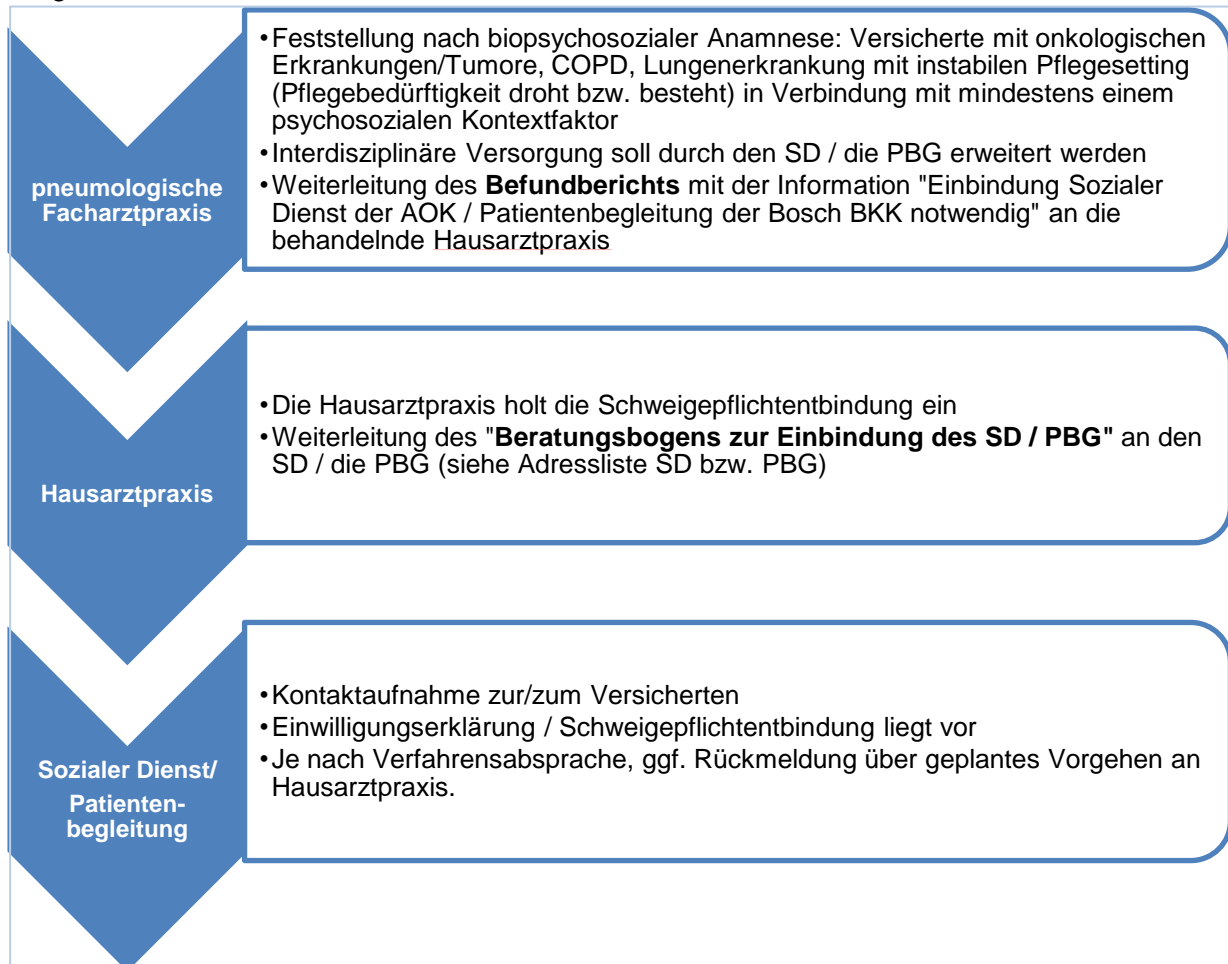 pneumologische
Facharztpraxis
•Feststellung nach biopsychosozialer Anamnese: Versicherte mit onkologischen
Erkrankungen/Tumore, COPD, Lungenerkrankung mit instabilen Pflegesetting
(Pflegebedürftigkeit droht bzw. besteht) in Verbindung mit mindestens einem
psychosozialen Kontextfaktor
•Interdisziplinäre Versorgung soll durch den SD / die PBG erweitert werden
•Weiterleitung des Befundberichts mit der Information "Einbindung Sozialer
Dienst der AOK / Patientenbegleitung der Bosch BKK notwendig" an die
behandelnde Hausarztpraxis
Hausarztpraxis
•Die Hausarztpraxis holt die Schweigepflichtentbindung ein
•Weiterleitung des "Beratungsbogens zur Einbindung des SD / PBG" an den
SD / die PBG (siehe Adressliste SD bzw. PBG)
Sozialer Dienst/
Patienten-
begleitung
•Kontaktaufnahme zur/zum Versicherten
•Einwilligungserklärung / Schweigepflichtentbindung liegt vor
•Je nach Verfahrensabsprache, ggf. Rückmeldung über geplantes Vorgehen an
Hausarztpraxis.